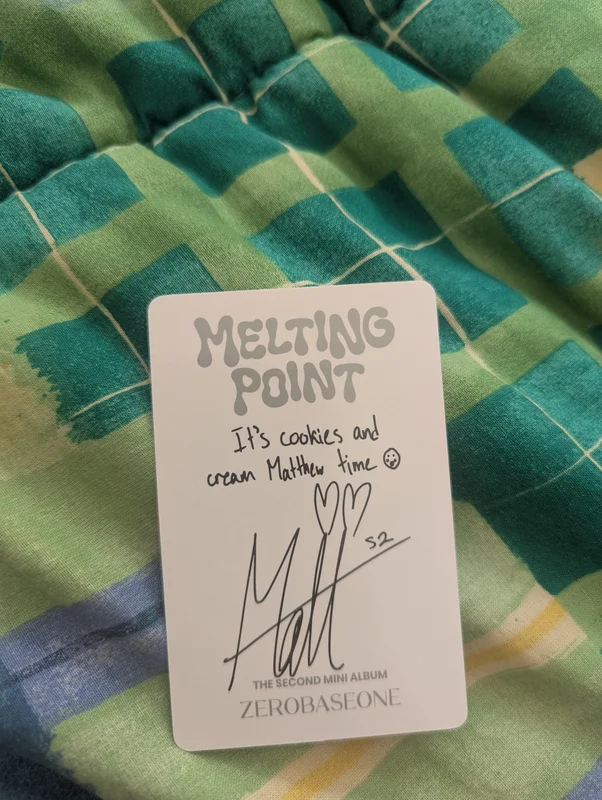 MELTING
POINT
It's cookies and
cream Matthew time
Matt
S2
THE SECOND MINI ALBUM
ZEROBASEONE